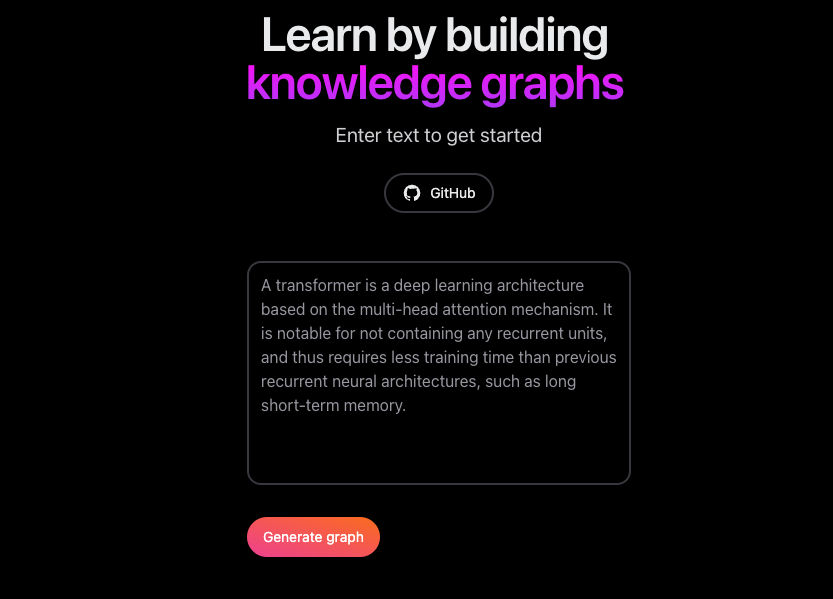 Learn by building
knowledge graphs
Enter text to get started
GitHub
A transformer is a deep learning architecture
based on the multi-head attention mechanism. It
is notable for not containing any recurrent units,
and thus requires less training time than previous
recurrent neural architectures, such as long
short-term memory.
Generate graph